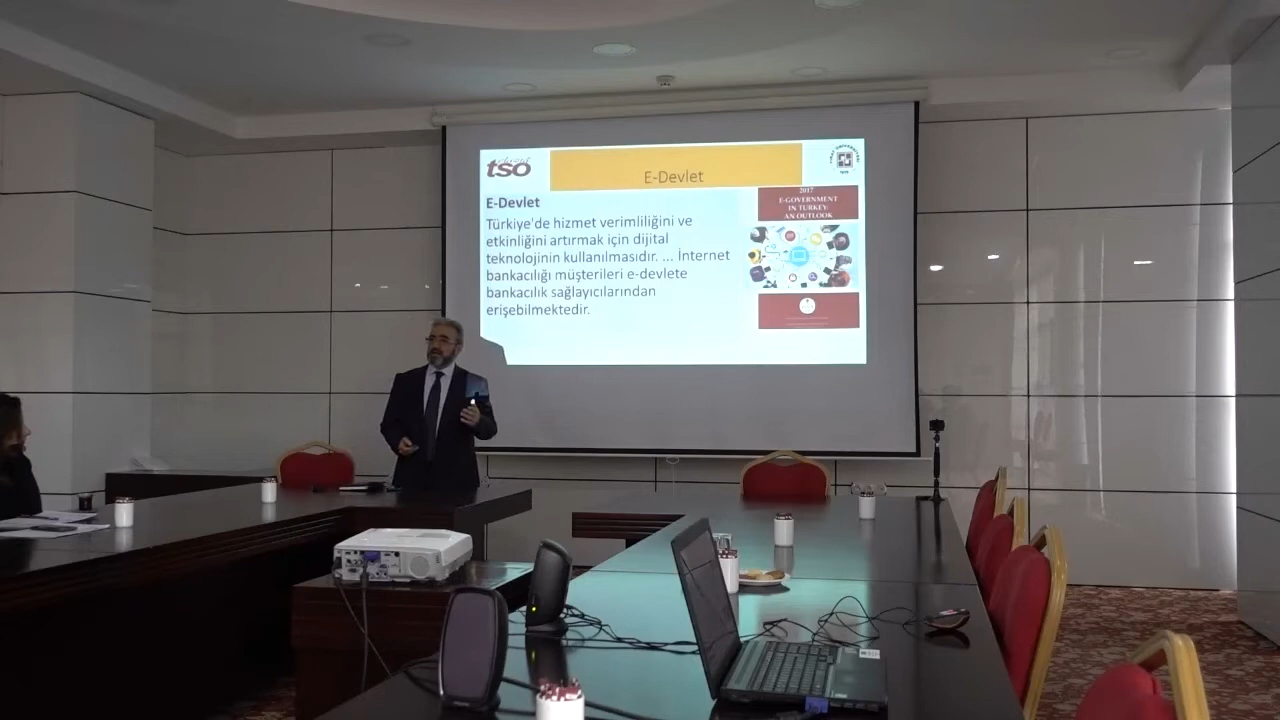 tso
E-Devlet
E-Devlet
Türkiye'de hizmet verimliliğini ve
etkinliğini artırmak için dijital
teknolojinin kullanılmasıdır. ... İnternet
bankacılığı müşterileri e-devlete
bankacılık sağlayıcılarından
erişebilmektedir.
2017
E-GOVERNMENT
IN TURKEY:
AN OUTLOOK